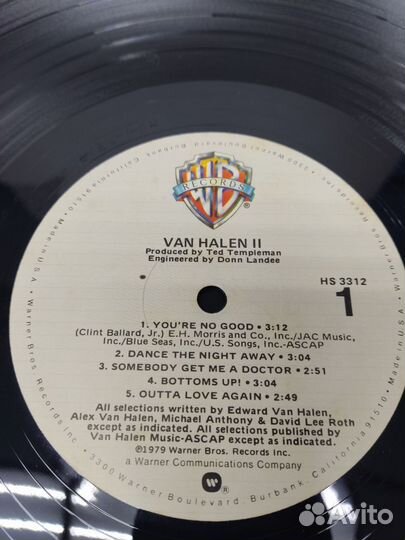 WB
RECORDS
®
VAN HALEN II
Produced by Ted Templeman
Engineered by Donn Landee
HS 3312
1
1. YOU'RE NO GOOD • 3:12
(Clint Ballard, Jr.) E.H. Morris and Co., Inc./JAC Music,
Inc./Blue Seas, Inc./U.S. Songs, Inc.-ASCAP
2. DANCE THE NIGHT AWAY • 3:04
3. SOMEBODY GET ME A DOCTOR • 2:51
4. BOTTOMS UP! • 3:04
5. OUTTA LOVE AGAIN • 2:49
All selections written by Edward Van Halen,
Alex Van Halen, Michael Anthony & David Lee Roth
except as indicated. All selections published by
Van Halen Music-ASCAP except as indicated.
℗1979 Warner Bros. Records Inc.
a Warner Communications Company
W®
3300 Warner Boulevard, Burbank, California 91510 • Made in U.S.A. • Warner Bros. Records Inc.
Avito